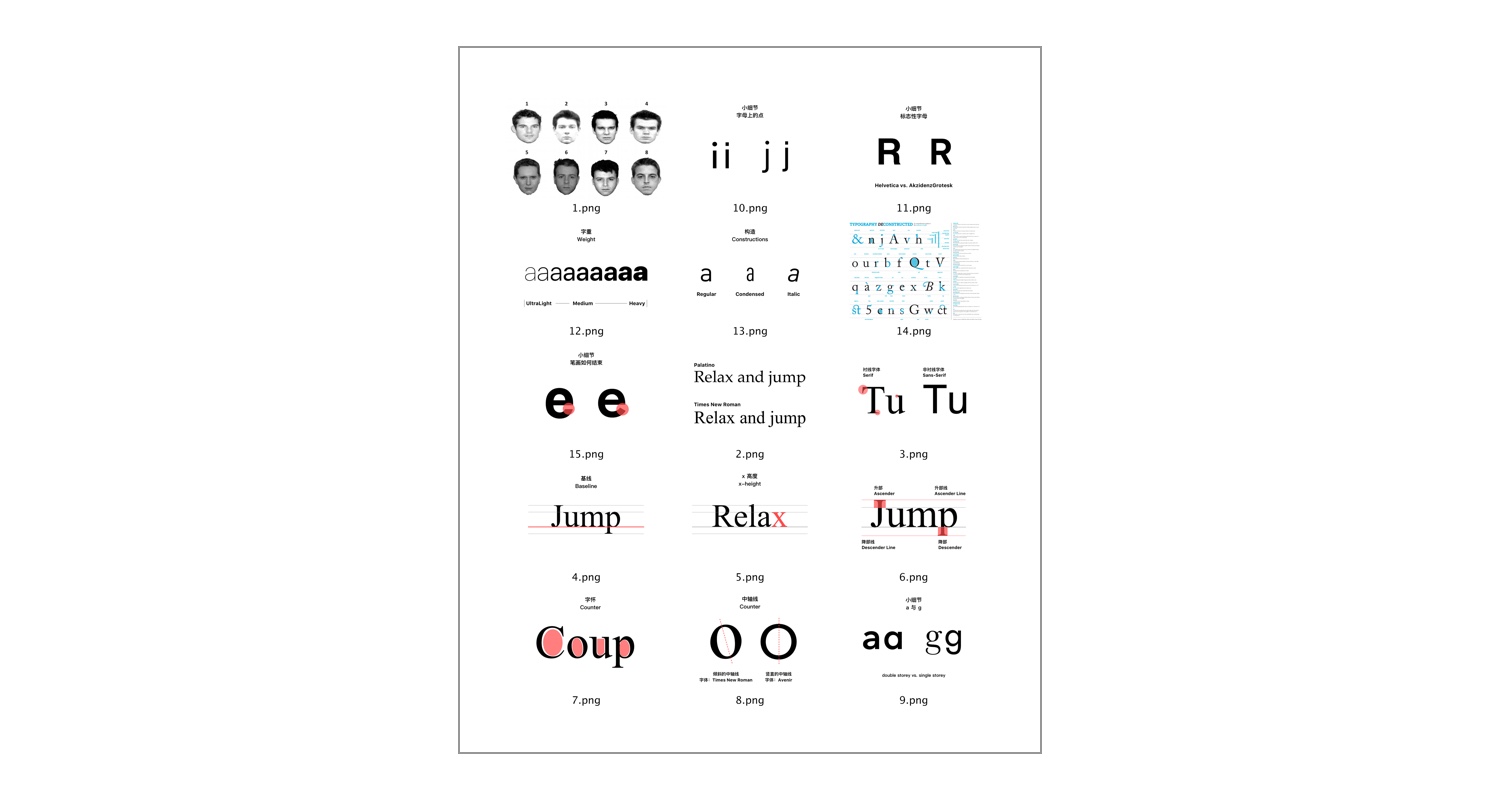 1 2 3 4
5 6 7 8
1.png
小细节
字母上的点
ii jj
10.png
小细节
标志性字母
R R
Helvetica vs. AkzidenzGrotesk
11.png
字重
Weight
aaaaaaaaa
UltraLight Medium Heavy
12.png
构造
Constructions
a a a
Regular Condensed Italic
13.png
TYPOGRAPHY DECONSTRUCTED
& n j A v h
o u r b f Q t V
q à z g e x B k
st 5 e n s G w ct
14.png
小细节
笔画如何结束
e e
15.png
Palatino
Relax and jump
Times New Roman
Relax and jump
2.png
衬线字体 非衬线字体
Serif Sans-Serif
Tu Tu
3.png
基线
Baseline
Jump
4.png
x 高度
x-height
Relax
5.png
升部 升部线
Ascender Ascender Line
Jump
降部线 降部
Descender Line Descender
6.png
字怀
Counter
Coup
7.png
中轴线
Counter
O O
倾斜的中轴线 竖直的中轴线
字体：Times New Roman 字体：Avenir
8.png
小细节
a 与 g
aɑ gg
double storey vs. single storey
9.png